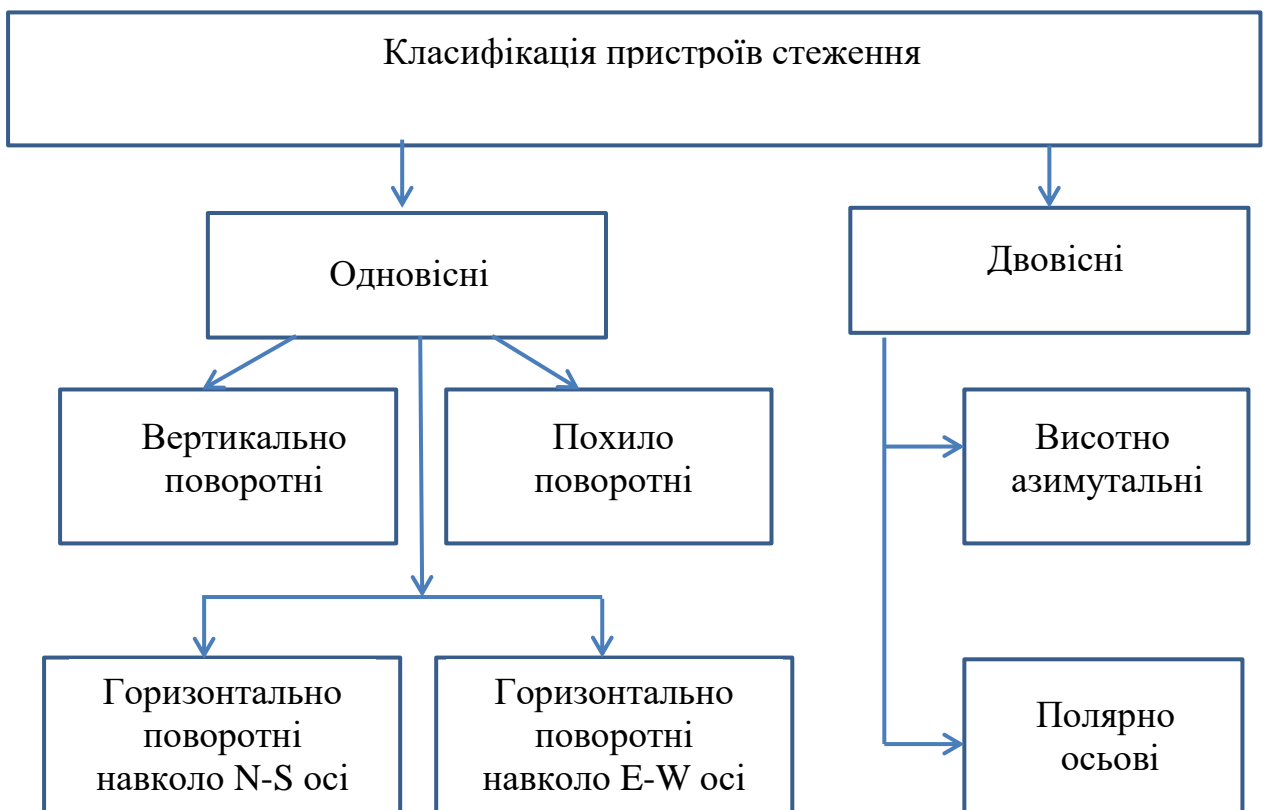 Класифікація пристроїв стеження
Одновісні
Двовісні
Вертикально
поворотні
Похило
поворотні
Висотно
азимутальні
Горизонтально
поворотні
навколо N-S осі
Горизонтально
поворотні
навколо E-W осі
Полярно
осьові